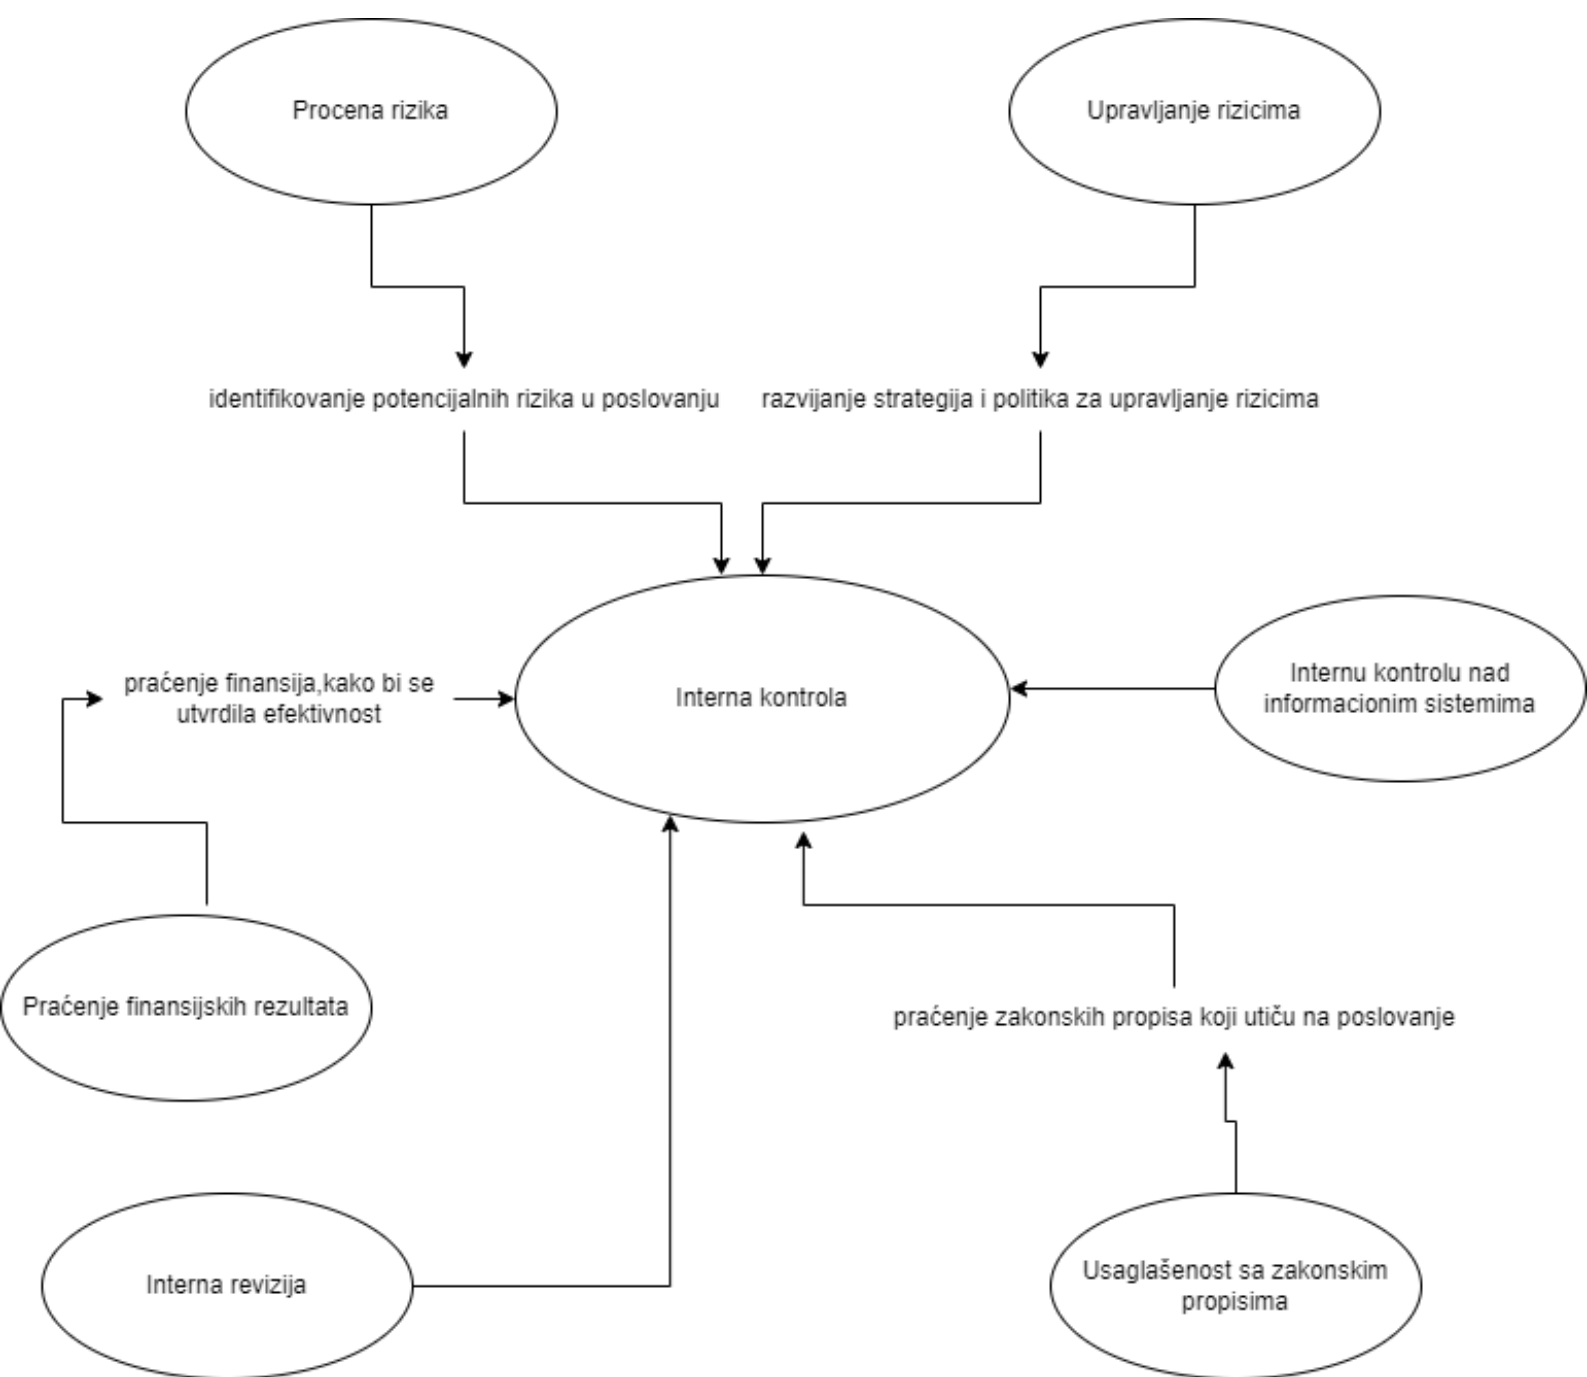 Procena rizika
Upravljanje rizicima
identifikovanje potencijalnih rizika u poslovanju
razvijanje strategija i politika za upravljanje rizicima
praćenje finansija,kako bi se
utvrdila efektivnost
Interna kontrola
Internu kontrolu nad
informacionim sistemima
Praćenje finansijskih rezultata
praćenje zakonskih propisa koji utiču na poslovanje
Interna revizija
Usaglašenost sa zakonskim
propisima